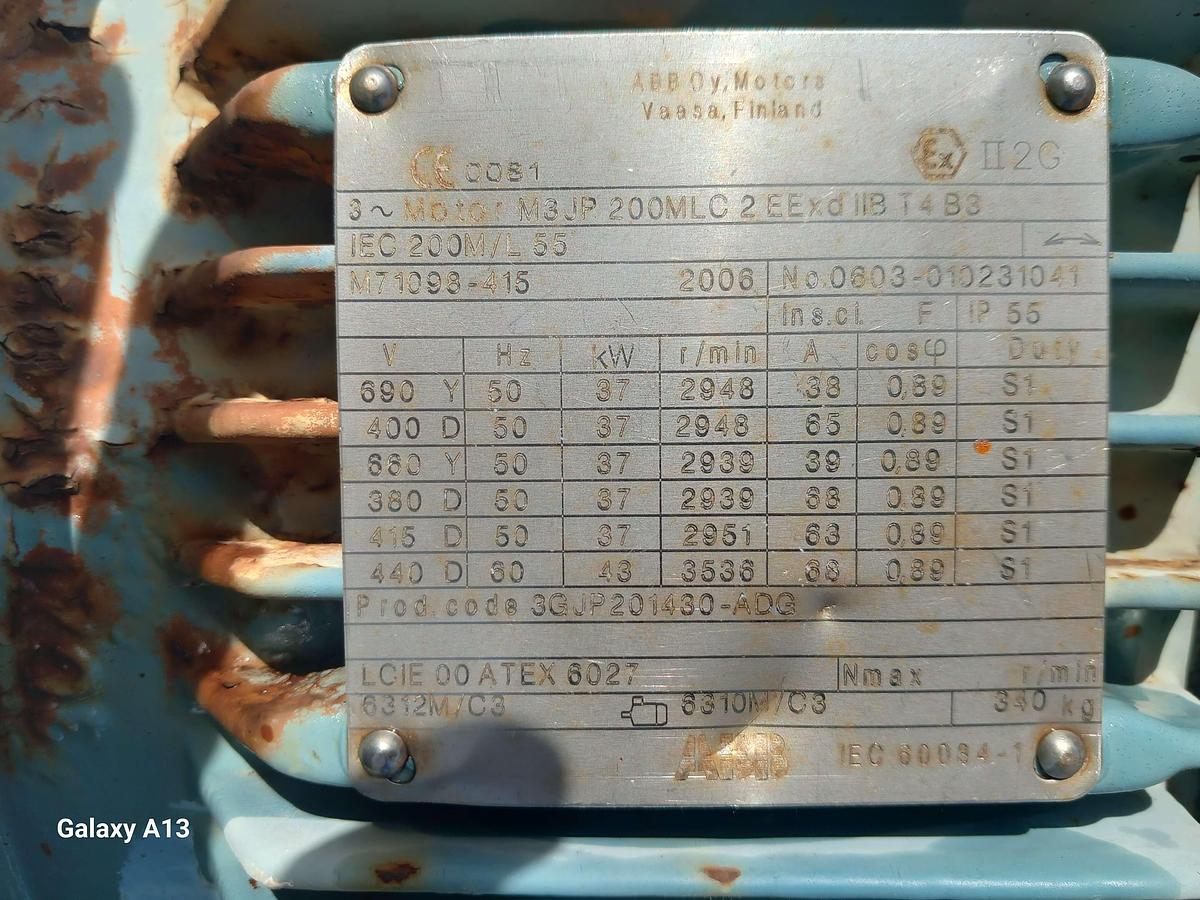 ABB Oy, Motors
Vaasa, Finland
CE 0081 Ex II 2G
3 ~ Motor M3JP 200MLC 2 EExd IIB T4 B3
IEC 200M/L 55
M71098-415 2006 No.0603-010231041
Ins.cl. F IP 55
V Hz kW r/min A cosφ Duty
690 Y 50 37 2948 38 0,89 S1
400 D 50 37 2948 65 0,89 S1
660 Y 50 37 2939 39 0,89 S1
380 D 50 37 2939 68 0,89 S1
415 D 50 37 2951 63 0,89 S1
440 D 60 43 3536 68 0,89 S1
Prod. code 3GJP201430-ADG
LCIE 00 ATEX 6027 Nmax r/min
6312M/C3 6310M/C3 340 kg
ABB IEC 60034-1
Galaxy A13